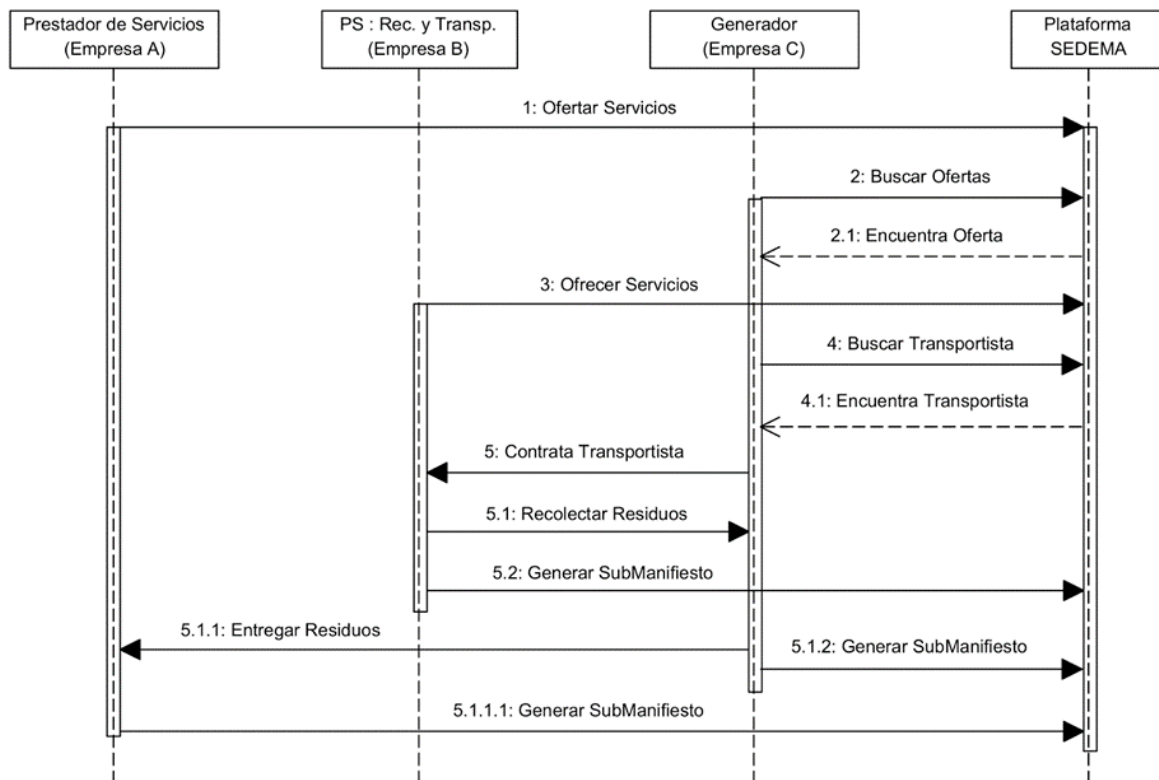 Prestador de Servicios
(Empresa A)
PS : Rec. y Transp.
(Empresa B)
Generador
(Empresa C)
Plataforma
SEDEMA
1: Ofertar Servicios
2: Buscar Ofertas
2.1: Encuentra Oferta
3: Ofrecer Servicios
4: Buscar Transportista
4.1: Encuentra Transportista
5: Contrata Transportista
5.1: Recolectar Residuos
5.2: Generar SubManifiesto
5.1.1: Entregar Residuos
5.1.2: Generar SubManifiesto
5.1.1.1: Generar SubManifiesto